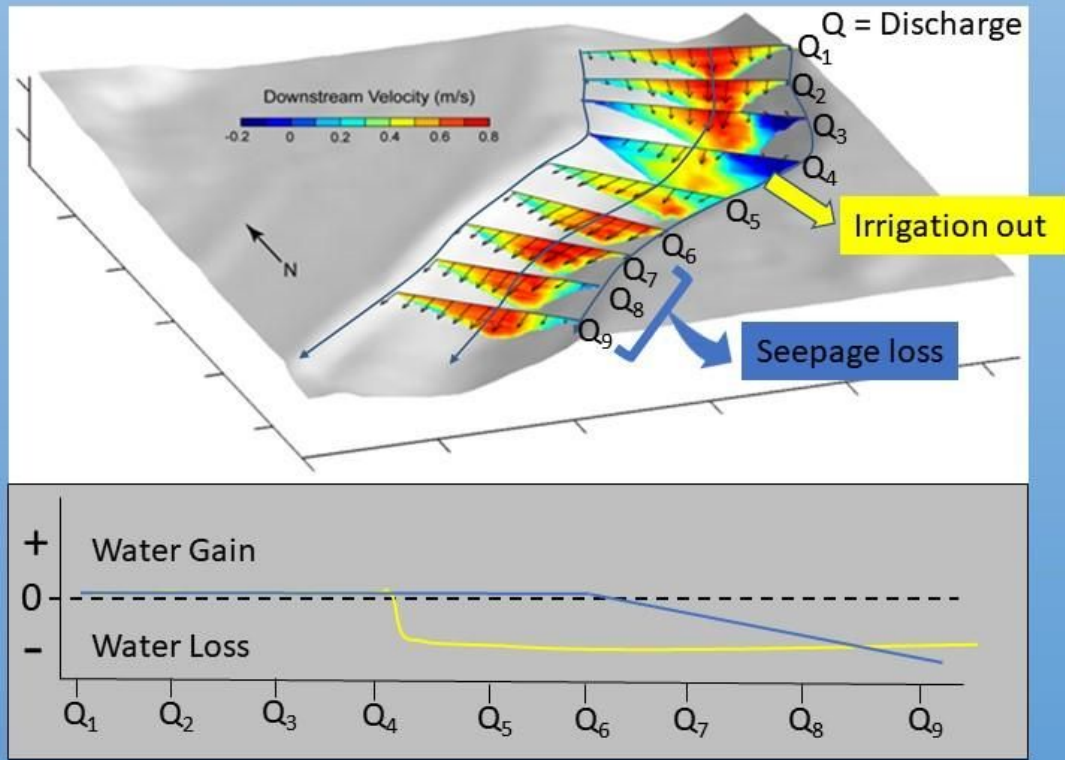 Q = Discharge
Downstream Velocity (m/s)
-0.2 0 0.2 0.4 0.6 0.8
Q₁
Q₂
Q₃
Q₄
Q₅
Q₆
Q₇
Q₈
Q₉
N
Irrigation out
Seepage loss
+ Water Gain
0
- Water Loss
Q₁ Q₂ Q₃ Q₄ Q₅ Q₆ Q₇ Q₈ Q₉